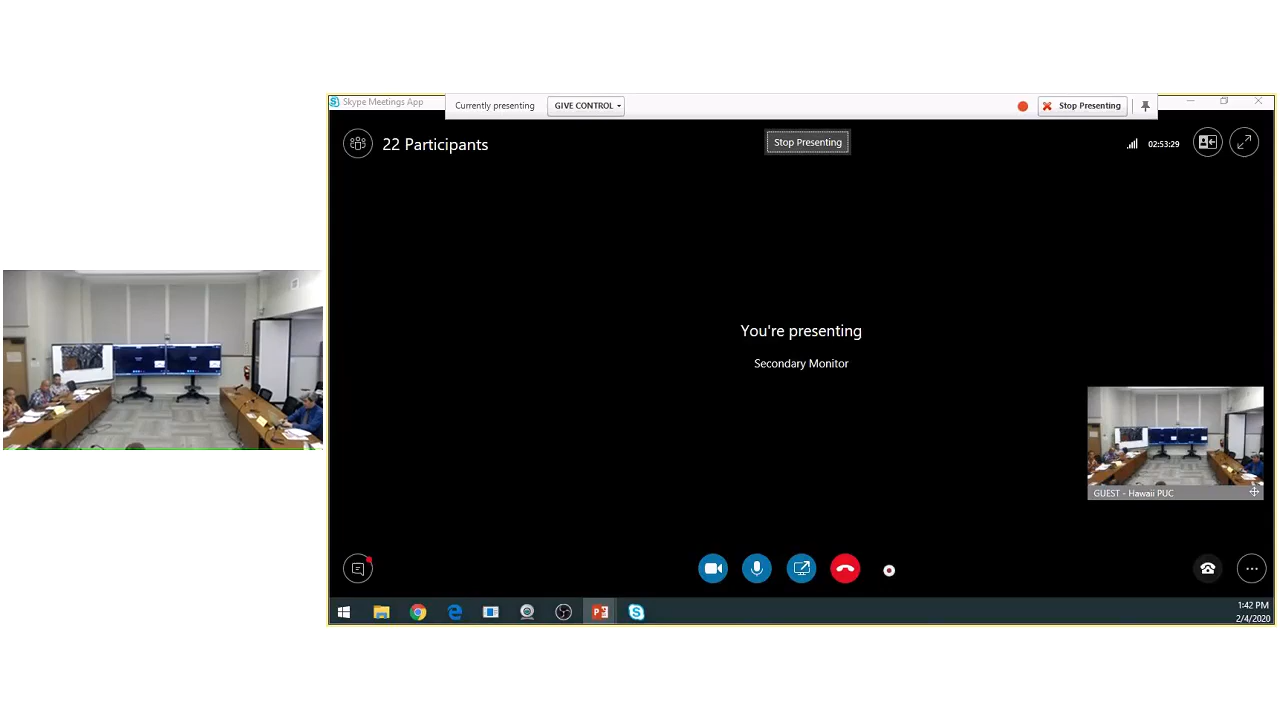 Skype Meetings App
Currently presenting
GIVE CONTROL
Stop Presenting
22 Participants
Stop Presenting
02:53:29
You're presenting
Secondary Monitor
GUEST - Hawaii PUC
1:42 PM
2/4/2020